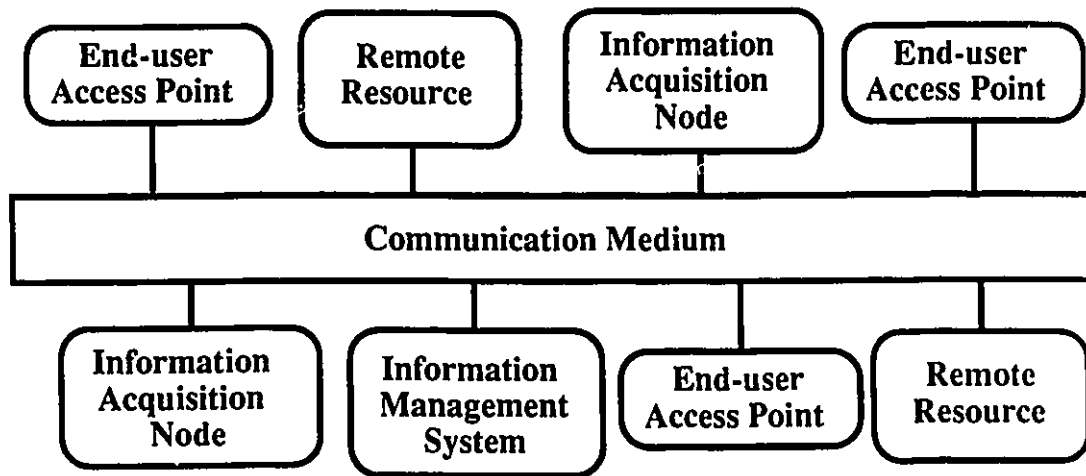 End-user
Access Point
Remote
Resource
Information
Acquisition
Node
End-user
Access Point
Communication Medium
Information
Acquisition
Node
Information
Management
System
End-user
Access Point
Remote
Resource